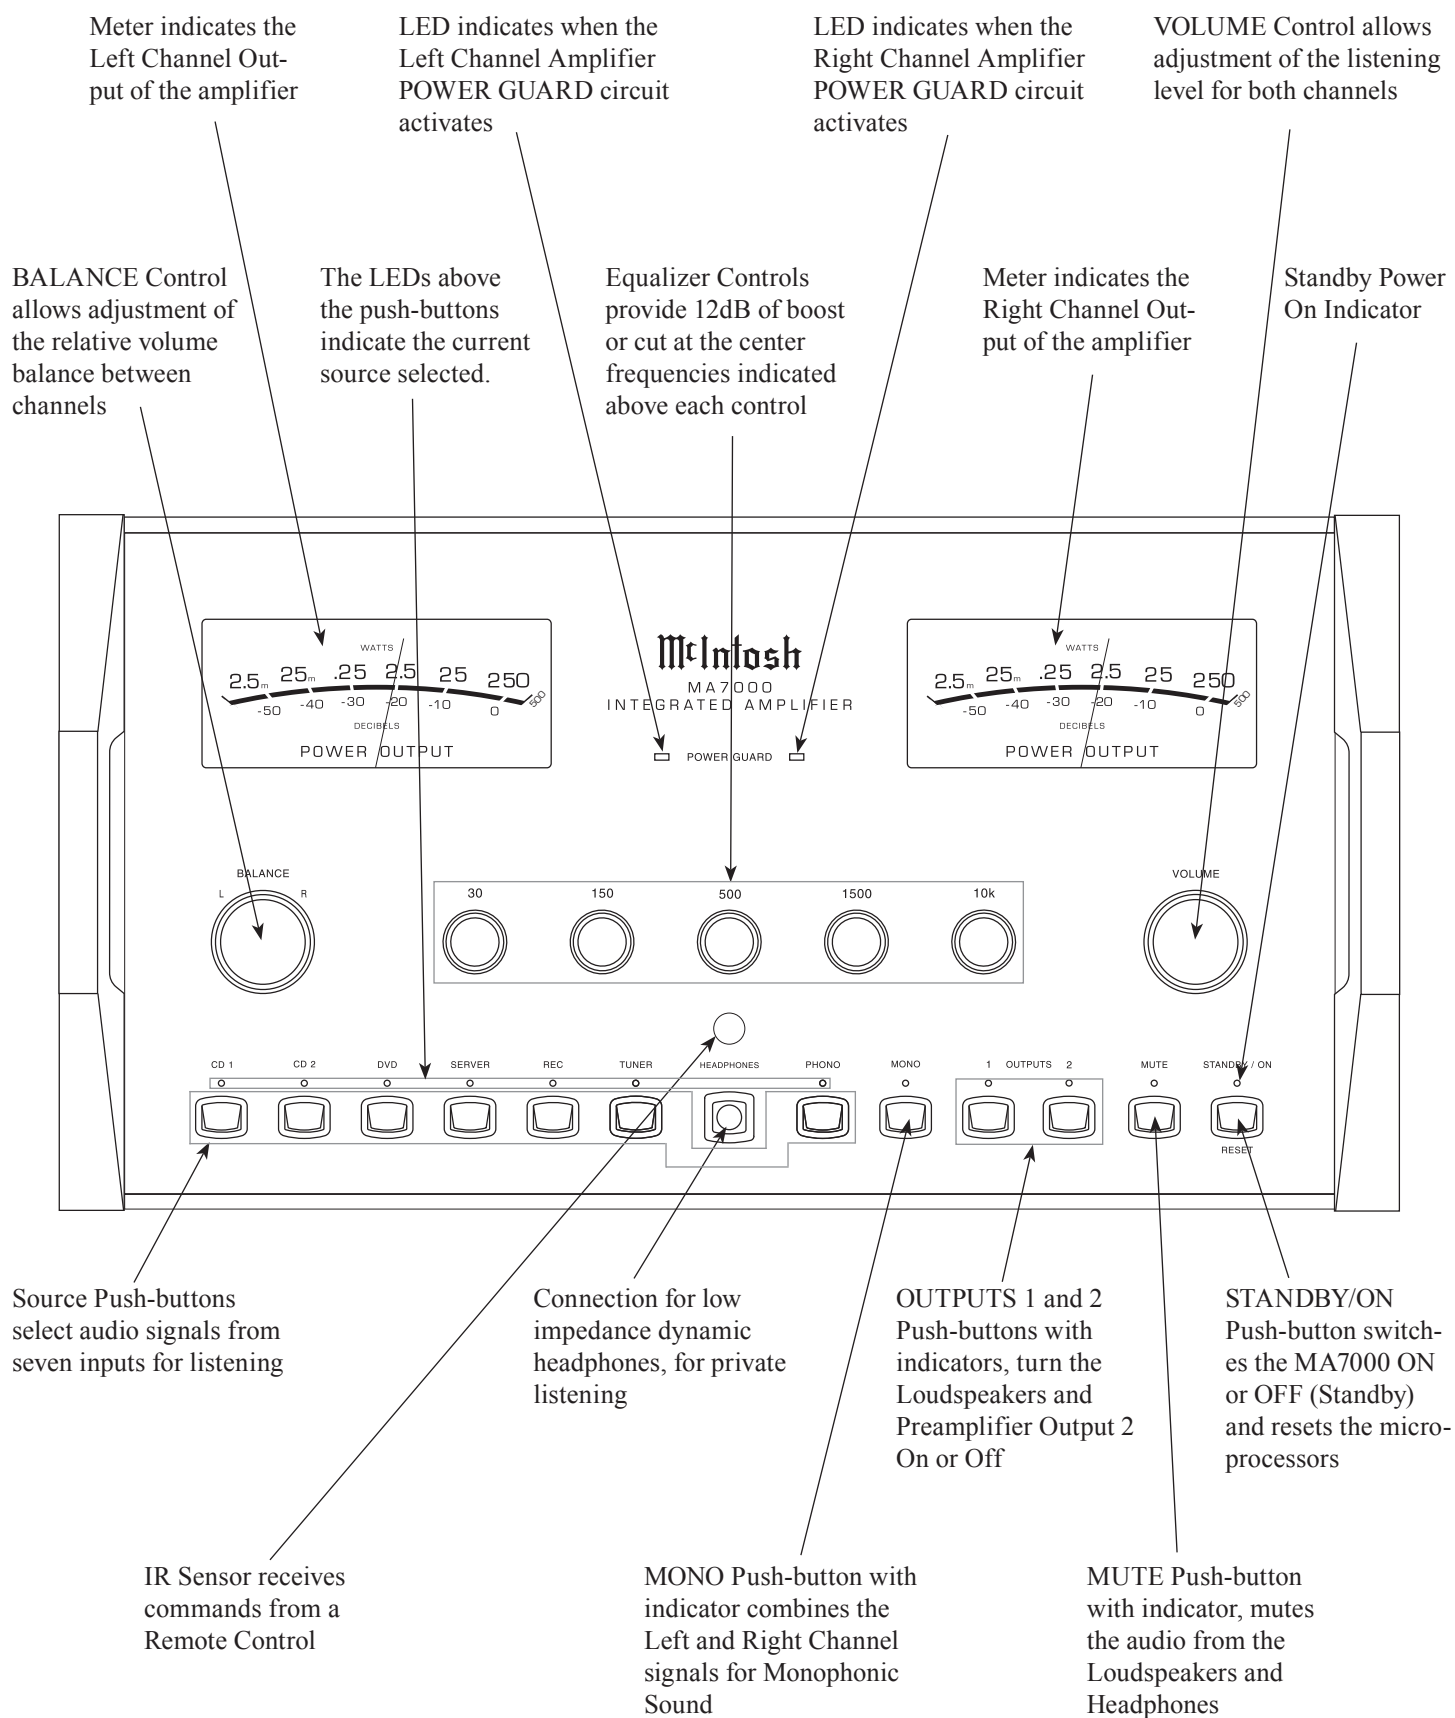 Meter indicates the
Left Channel Out-
put of the amplifier
LED indicates when the
Left Channel Amplifier
POWER GUARD circuit
activates
LED indicates when the
Right Channel Amplifier
POWER GUARD circuit
activates
VOLUME Control allows
adjustment of the listening
level for both channels
BALANCE Control
allows adjustment of
the relative volume
balance between
channels
The LEDs above
the push-buttons
indicate the current
source selected.
Equalizer Controls
provide 12dB of boost
or cut at the center
frequencies indicated
above each control
Meter indicates the
Right Channel Out-
put of the amplifier
Standby Power
On Indicator
WATTS
2.5m 25m .25 2.5 25 250 500
-50 -40 -30 -20 -10 0
DECIBELS
POWER OUTPUT
McIntosh
MA7000
INTEGRATED AMPLIFIER
POWER GUARD
WATTS
2.5m 25m .25 2.5 25 250 500
-50 -40 -30 -20 -10 0
DECIBELS
POWER OUTPUT
BALANCE
L R
30 150 500 1500 10k
VOLUME
CD 1 CD 2 DVD SERVER REC TUNER HEADPHONES PHONO MONO 1 OUTPUTS 2 MUTE STANDBY / ON
RESET
Source Push-buttons
select audio signals from
seven inputs for listening
Connection for low
impedance dynamic
headphones, for private
listening
OUTPUTS 1 and 2
Push-buttons with
indicators, turn the
Loudspeakers and
Preamplifier Output 2
On or Off
STANDBY/ON
Push-button switch-
es the MA7000 ON
or OFF (Standby)
and resets the micro-
processors
IR Sensor receives
commands from a
Remote Control
MONO Push-button with
indicator combines the
Left and Right Channel
signals for Monophonic
Sound
MUTE Push-button
with indicator, mutes
the audio from the
Loudspeakers and
Headphones